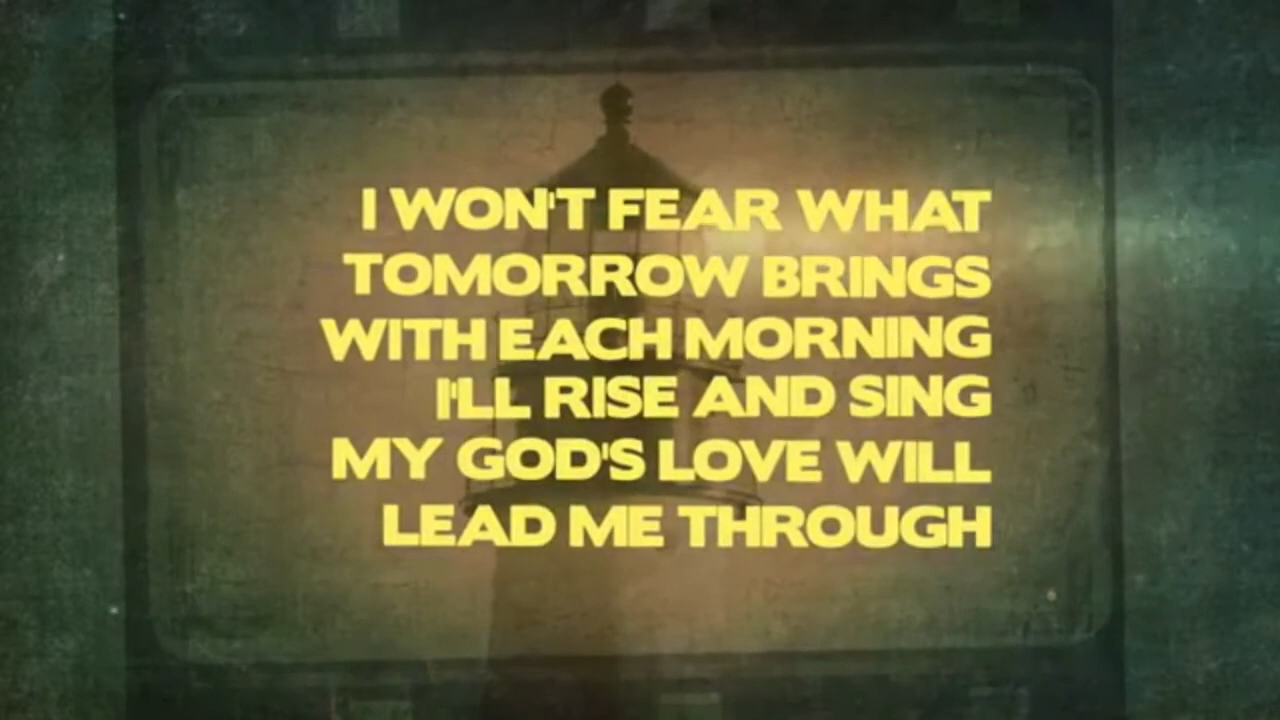 I WON'T FEAR WHAT
TOMORROW BRINGS
WITH EACH MORNING
I'LL RISE AND SING
MY GOD'S LOVE WILL
LEAD ME THROUGH